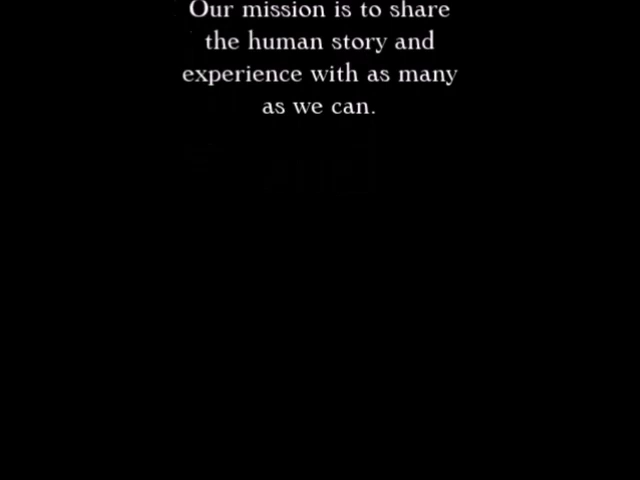 Our mission is to share
the human story and
experience with as many
as we can.